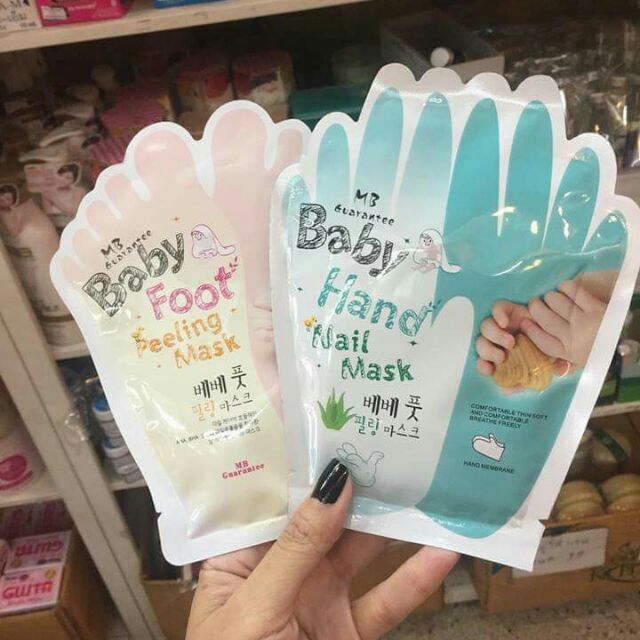 MB
Guarantee
Baby
Foot
Peeling
Mask
베베 풋
필링 마스크
MB
Guarantee
MB
Guarantee
Baby
Hand
Nail
Mask
베베 풋
필링 마스크
COMFORTABLE THIN SOFT
AND COMFORTABLE
BREATHE FREELY
HAND MEMBRANE
GLUTA
GLUTA